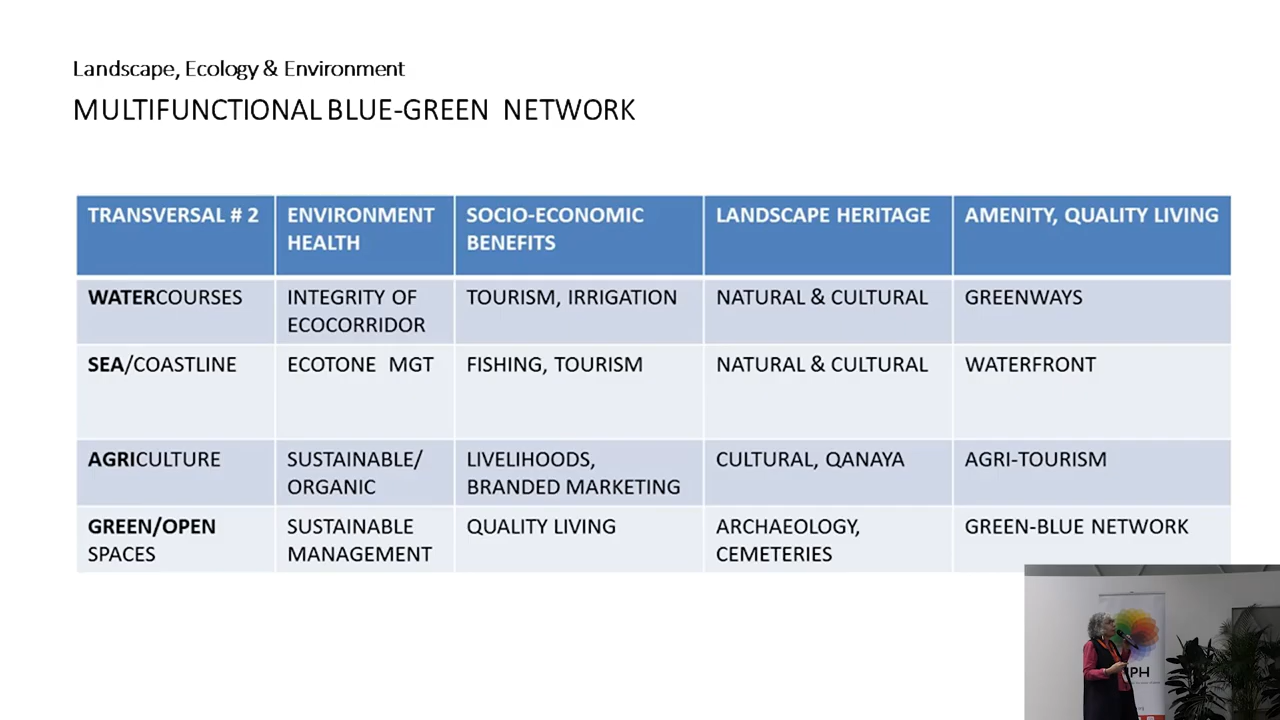 Landscape, Ecology & Environment
MULTIFUNCTIONAL BLUE-GREEN NETWORK
TRANSVERSAL # 2
ENVIRONMENT
HEALTH
SOCIO-ECONOMIC
BENEFITS
LANDSCAPE HERITAGE
AMENITY, QUALITY LIVING
WATERCOURSES
INTEGRITY OF
ECOCORRIDOR
TOURISM, IRRIGATION
NATURAL & CULTURAL
GREENWAYS
SEA/COASTLINE
ECOTONE MGT
FISHING, TOURISM
NATURAL & CULTURAL
WATERFRONT
AGRICULTURE
SUSTAINABLE/
ORGANIC
LIVELIHOODS,
BRANDED MARKETING
CULTURAL, QANAYA
AGRI-TOURISM
GREEN/OPEN
SPACES
SUSTAINABLE
MANAGEMENT
QUALITY LIVING
ARCHAEOLOGY,
CEMETERIES
GREEN-BLUE NETWORK
PH